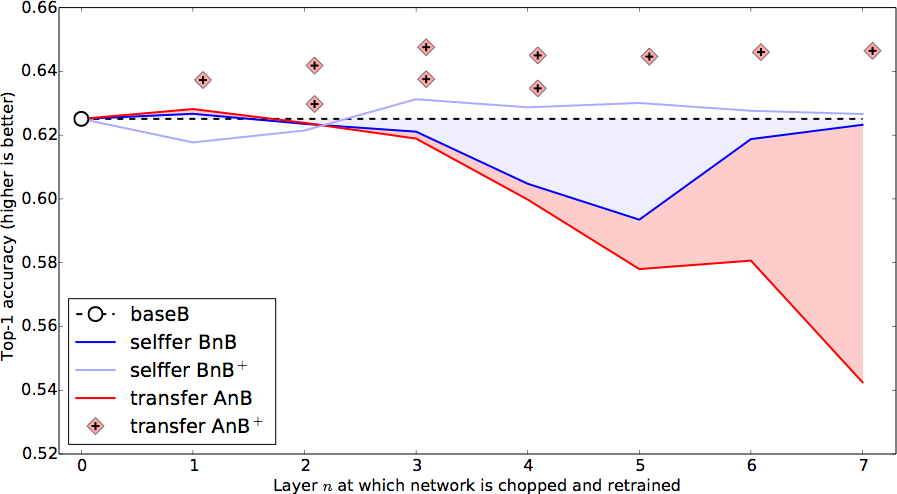 0.66
0.64
0.62
0.60
0.58
0.56
0.54
0.52
Top-1 accuracy (higher is better)
baseB
selffer BnB
selffer BnB⁺
transfer AnB
transfer AnB⁺
0 1 2 3 4 5 6 7
Layer n at which network is chopped and retrained